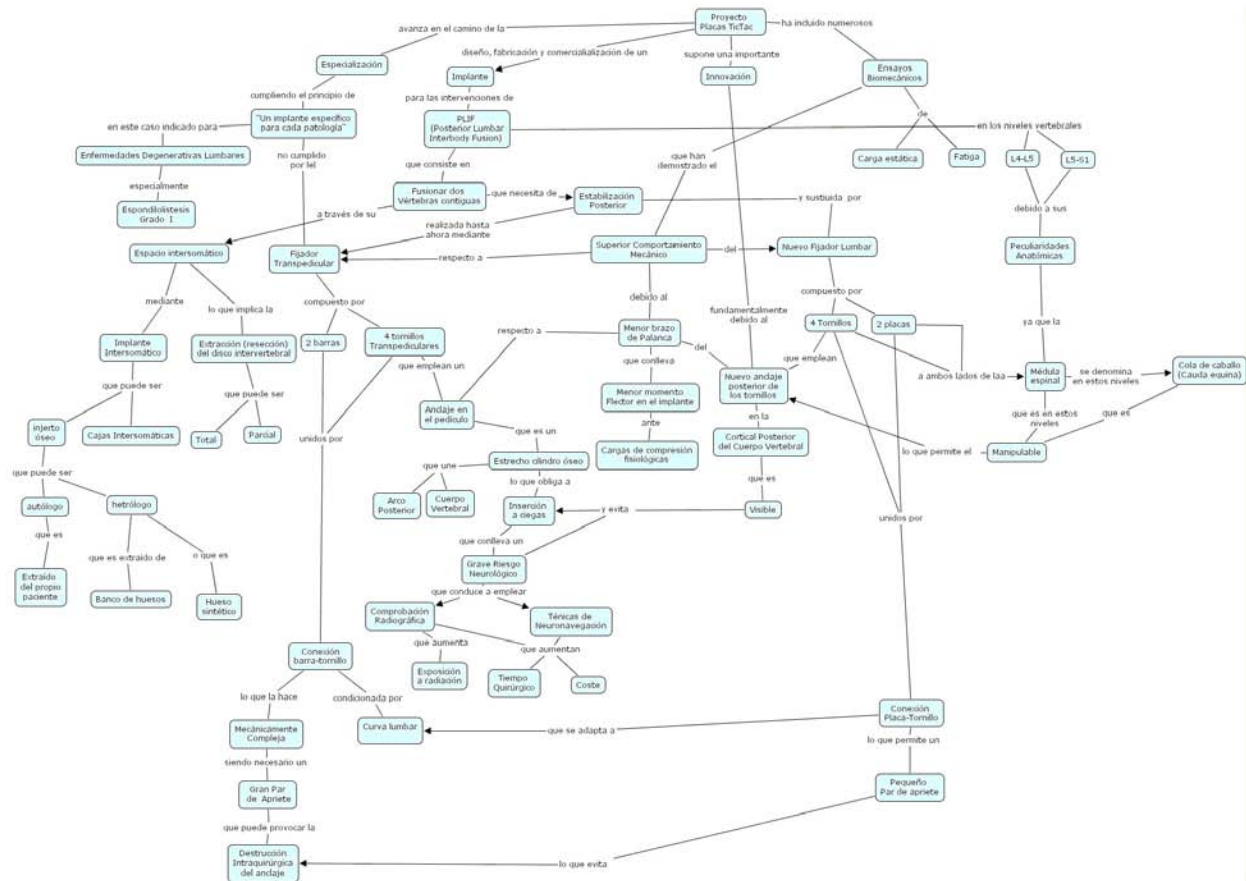 Proyecto
Placas TicTac
avanza en el camino de la
ha incluido numerosos
diseño, fabricación y comercialialización de un
supone una importante
Especialización
Implante
Innovación
Ensayos
Biomecánicos
cumpliendo el principio de
para las intervenciones de
"Un implante específico
para cada patología"
en este caso indicado para
PLIF
(Posterior Lumbar
Interbody Fusion)
de
en los niveles vertebrales
Enfermedades Degenerativas Lumbares
no cumplido
por lel
que consiste en
que han
demostrado el
Carga estática
Fatiga
L4-L5
L5-S1
especialmente
Fusionar dos
Vértebras contiguas
que necesita de
Estabilización
Posterior
y sustiuida por
Espondilolistesis
Grado I
a través de su
realizada hasta
ahora mediante
debido a sus
Espacio intersomático
Fijador
Transpedicular
respecto a
Superior Comportamiento
Mecánico
del
Nuevo Fijador Lumbar
Peculiaridades
Anatómicas
mediante
lo que implica la
compuesto por
debido al
fundamentalmente
debido al
compuesto por
ya que la
Implante
Intersomático
Extracción (resección)
del disco intervertebral
2 barras
4 tornillos
Transpediculares
respecto a
Menor brazo
de Palanca
del
4 Tornillos
2 placas
que emplean un
que conlleva
que emplean
a ambos lados de laa
Médula
espinal
se denomina
en estos niveles
Cola de caballo
(Cauda equina)
que puede ser
que puede ser
Menor momento
Flector en el implante
Nuevo anclaje
posterior de
los tornillos
injerto
óseo
Cajas Intersomáticas
Total
Parcial
unidos por
Anclaje en
el pedículo
que es un
ante
en la
que es en estos
niveles
que es
Cargas de compresión
fisiológicas
Cortical Posterior
del Cuerpo Vertebral
lo que permite el
Manipulable
que puede ser
que une
Estrecho cilindro óseo
lo que obliga a
que es
autólogo
hetrólogo
Arco
Posterior
Cuerpo
Vertebral
Inserción
a ciegas
y evita
Visible
unidos por
que es
que es extraído de
o que es
que conlleva un
Extraído
del propio
paciente
Banco de huesos
Hueso
sintético
Grave Riesgo
Neurológico
que conduce a emplear
Comprobación
Radiográfica
Ténicas de
Neuronavegación
Conexión
barra-tornillo
que aumenta
que aumentan
Exposición
a radiación
Tiempo
Quirúrgico
Coste
lo que la hace
condicionada por
Mecánicamente
Compleja
Curva lumbar
que se adapta a
Conexión
Placa-Tornillo
siendo necesario un
lo que permite un
Gran Par
de Apriete
Pequeño
Par de apriete
que puede provocar la
Destrucción
Intraquirúrgica
del anclaje
lo que evita